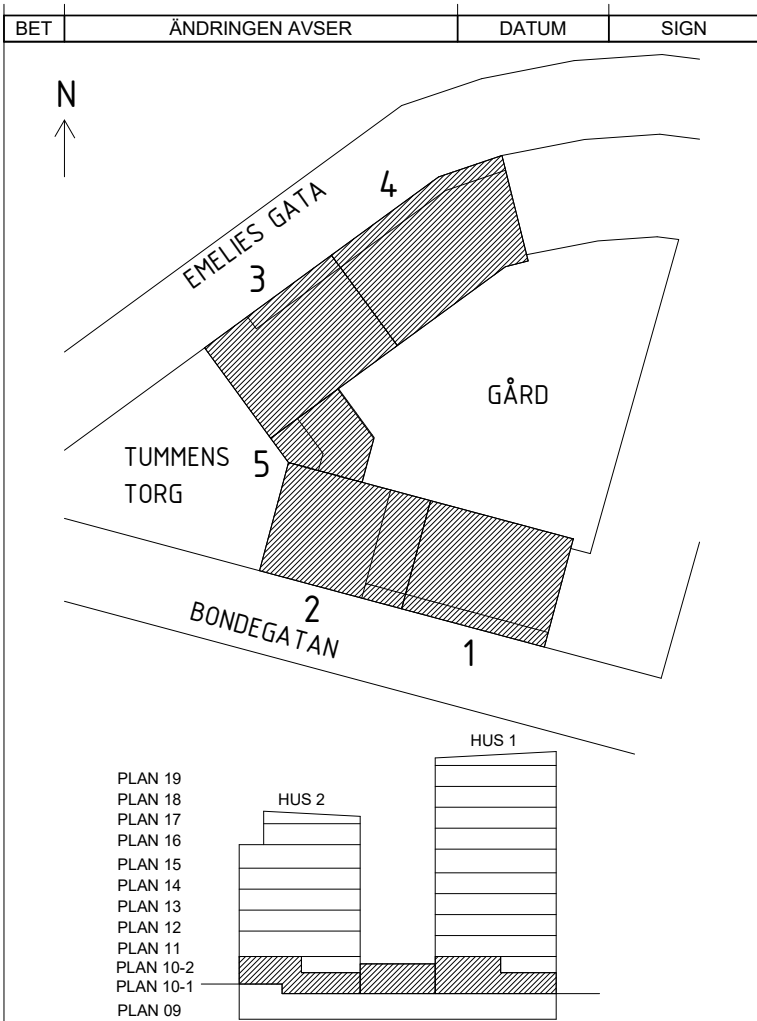 BET ÄNDRINGEN AVSER DATUM SIGN
N
4
EMELIES GATA
3
GÅRD
TUMMENS
TORG
5
2
BONDEGATAN
1
HUS 1
PLAN 19
PLAN 18
HUS 2
PLAN 17
PLAN 16
PLAN 15
PLAN 14
PLAN 13
PLAN 12
PLAN 11
PLAN 10-2
PLAN 10-1
PLAN 09